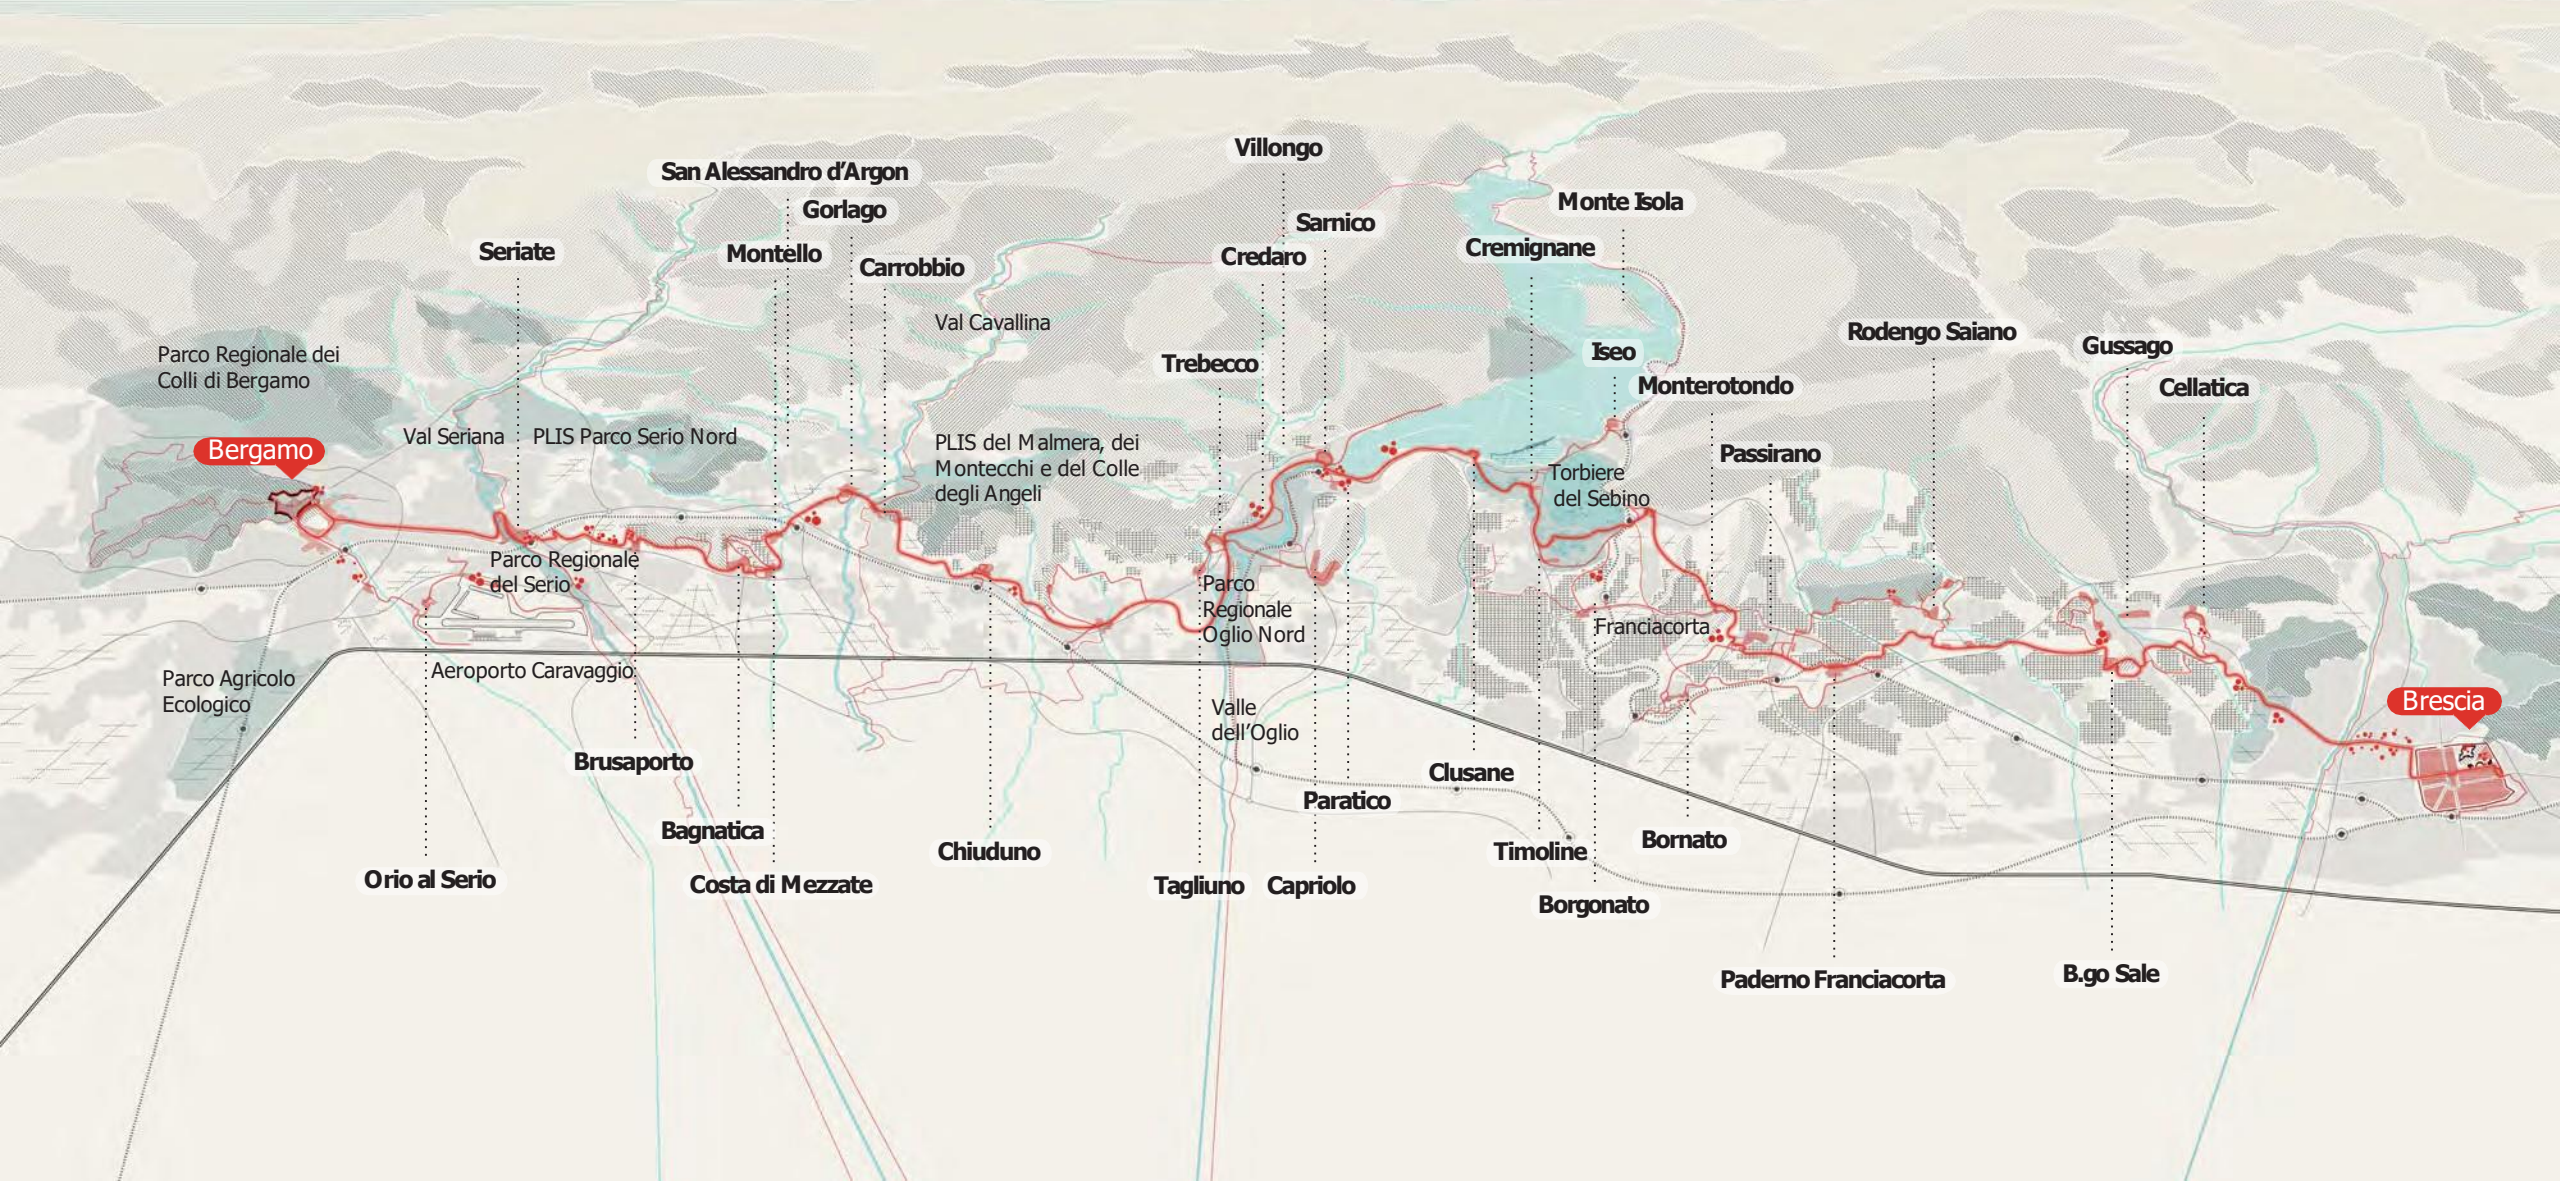 Villongo
San Alessandro d'Argon
Monte Isola
Gorlago
Sarnico
Seriate
Montello
Cremignane
Credaro
Carrobbio
Val Cavallina
Rodengo Saiano
Gussago
Iseo
Parco Regionale dei
Colli di Bergamo
Trebecco
Monterotondo
Cellatica
Val Seriana
PLIS Parco Serio Nord
PLIS del Malmera, dei
Montecchi e del Colle
degli Angeli
Bergamo
Passirano
Torbiere
del Sebino
Parco Regionale
del Serio
Parco
Regionale
Oglio Nord
Franciacorta
Aeroporto Caravaggio
Parco Agricolo
Ecologico
Valle
dell'Oglio
Brescia
Brusaporto
Clusane
Paratico
Bagnatica
Bornato
Chiuduno
Timoline
Orio al Serio
Costa di Mezzate
Tagliuno
Capriolo
Borgonato
Paderno Franciacorta
B.go Sale